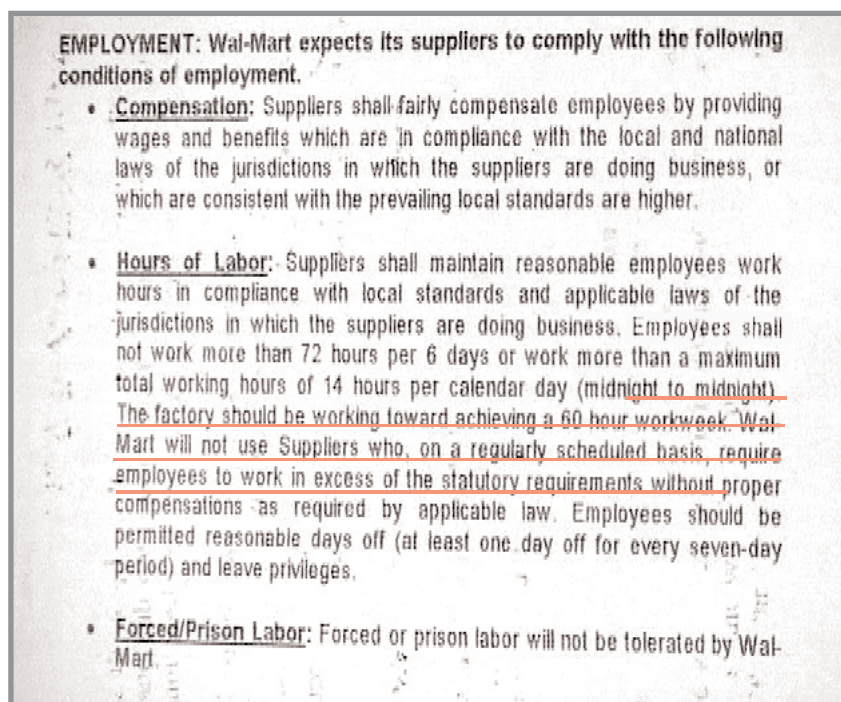 EMPLOYMENT: Wal-Mart expects its suppliers to comply with the following
conditions of employment.
• Compensation: Suppliers shall fairly compensate employees by providing
wages and benefits which are in compliance with the local and national
laws of the jurisdictions in which the suppliers are doing business, or
which are consistent with the prevailing local standards are higher.
• Hours of Labor: Suppliers shall maintain reasonable employees work
hours in compliance with local standards and applicable laws of the
jurisdictions in which the suppliers are doing business. Employees shall
not work more than 72 hours per 6 days or work more than a maximum
total working hours of 14 hours per calendar day (midnight to midnight).
The factory should be working toward achieving a 60 hour workweek. Wal-
Mart will not use Suppliers who, on a regularly scheduled basis, require
employees to work in excess of the statutory requirements without proper
compensations as required by applicable law. Employees should be
permitted reasonable days off (at least one day off for every seven-day
period) and leave privileges.
• Forced/Prison Labor: Forced or prison labor will not be tolerated by Wal-
Mart.